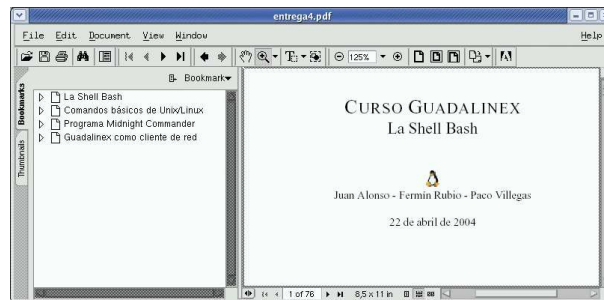 entrega4.pdf
File Edit Document View Window Help
125%
Bookmark
Bookmarks
Thumbnails
La Shell Bash
Comandos básicos de Unix/Linux
Programa Midnight Commander
Guadalinex como cliente de red
CURSO GUADALINEX
La Shell Bash
Juan Alonso - Fermín Rubio - Paco Villegas
22 de abril de 2004
1 of 76 8,5 x 11 in